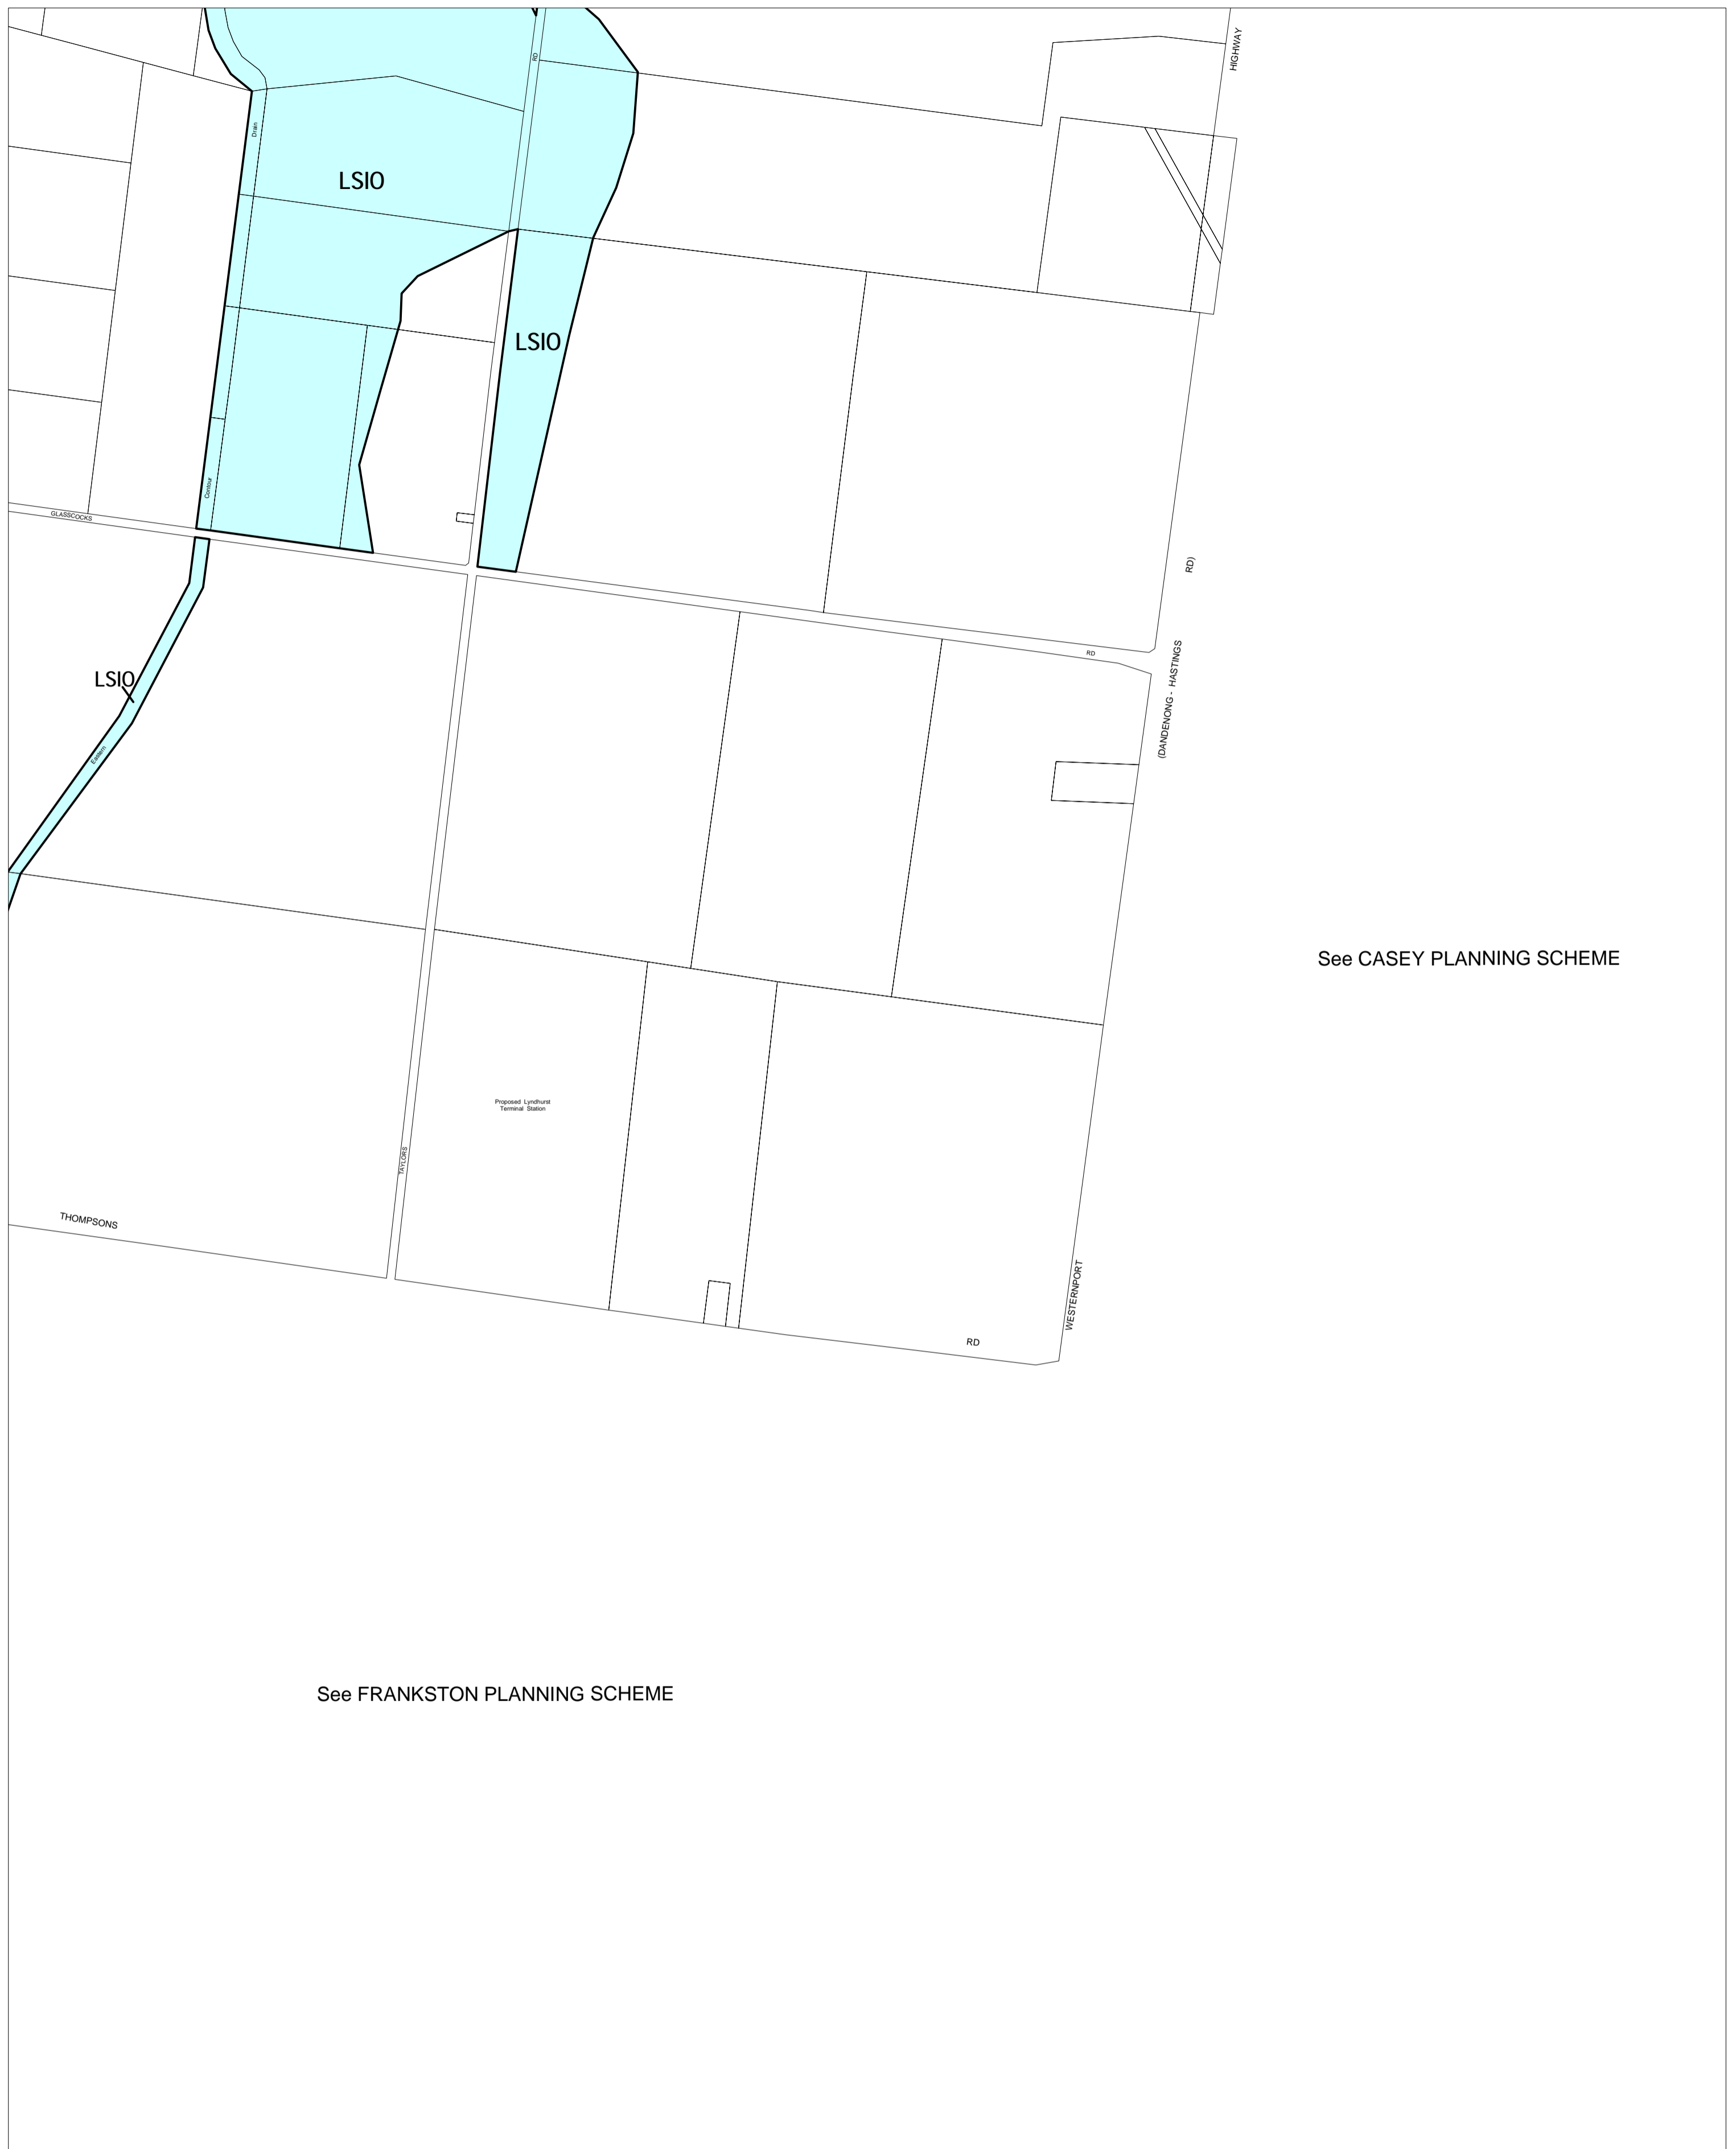 HIGHWAY
RD
Drain
LSIO
LSIO
Contour
GLASSCOCKS
RD)
RD
(DANDENONG - HASTINGS
LSIO
Eastern
See CASEY PLANNING SCHEME
Proposed Lyndhurst
Terminal Station
TAYLORS
THOMPSONS
WESTERNPORT
RD
See FRANKSTON PLANNING SCHEME